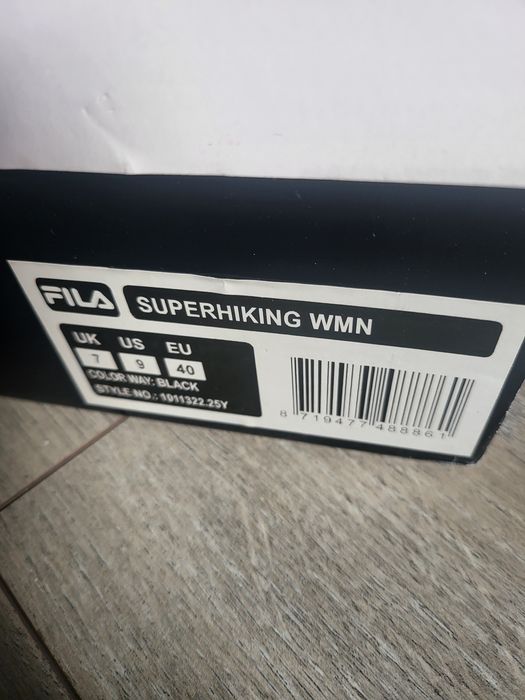 FILA
SUPERHIKING WMN
UK US EU
7 9 40
COLOR WAY: BLACK
STYLE NO.: 1011322.25Y
8 719477 488861